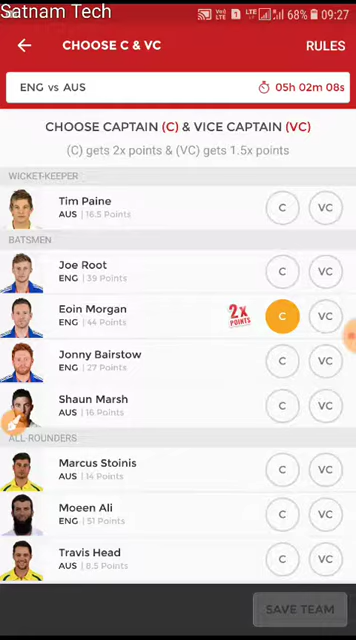 Satnam Tech
VoLTE 1 LTE 68% 09:27
CHOOSE C & VC
RULES
ENG vs AUS
05h 02m 08s
CHOOSE CAPTAIN (C) & VICE CAPTAIN (VC)
(C) gets 2x points & (VC) gets 1.5x points
WICKET-KEEPER
Tim Paine
AUS | 16.5 Points
C VC
BATSMEN
Joe Root
ENG | 39 Points
C VC
Eoin Morgan
ENG | 44 Points
2x
POINTS
C VC
Jonny Bairstow
ENG | 27 Points
C VC
Shaun Marsh
AUS | 16 Points
C VC
ALL-ROUNDERS
Marcus Stoinis
AUS | 14 Points
C VC
Moeen Ali
ENG | 51 Points
C VC
Travis Head
AUS | 8.5 Points
C VC
SAVE TEAM